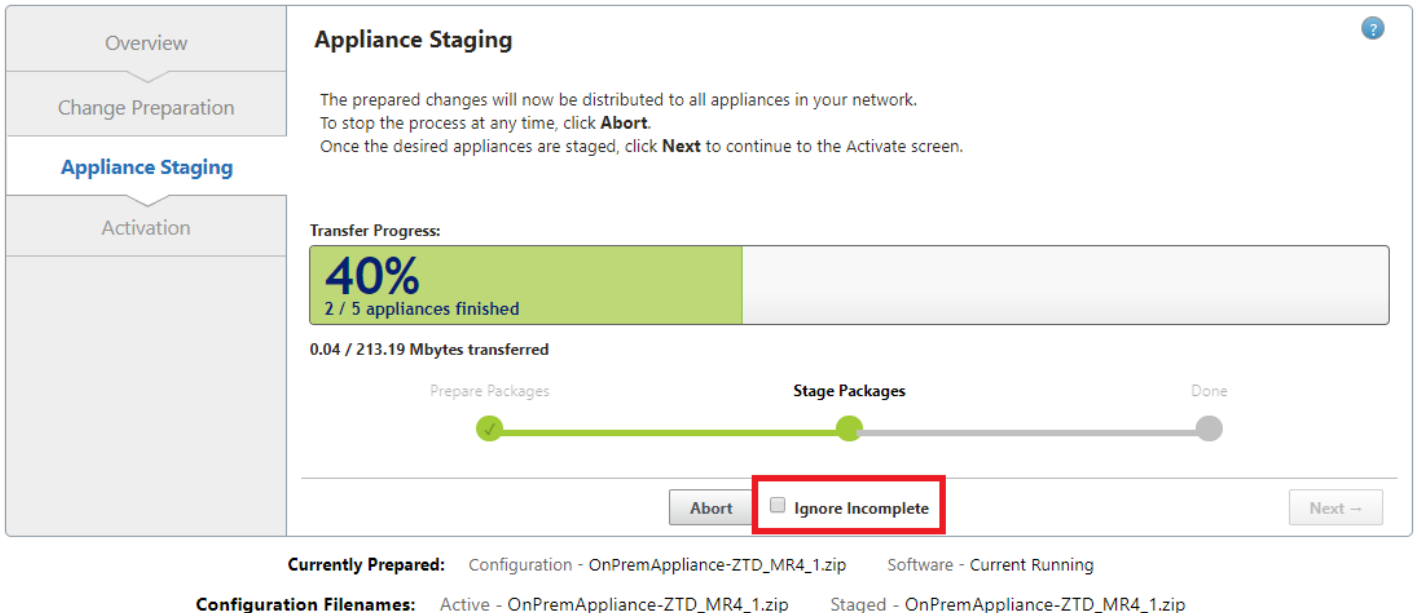 Overview
Change Preparation
Appliance Staging
Activation
Appliance Staging
?
The prepared changes will now be distributed to all appliances in your network.
To stop the process at any time, click Abort.
Once the desired appliances are staged, click Next to continue to the Activate screen.
Transfer Progress:
40%
2 / 5 appliances finished
0.04 / 213.19 Mbytes transferred
Prepare Packages Stage Packages Done
Abort Ignore Incomplete Next →
Currently Prepared: Configuration - OnPremAppliance-ZTD_MR4_1.zip Software - Current Running
Configuration Filenames: Active - OnPremAppliance-ZTD_MR4_1.zip Staged - OnPremAppliance-ZTD_MR4_1.zip